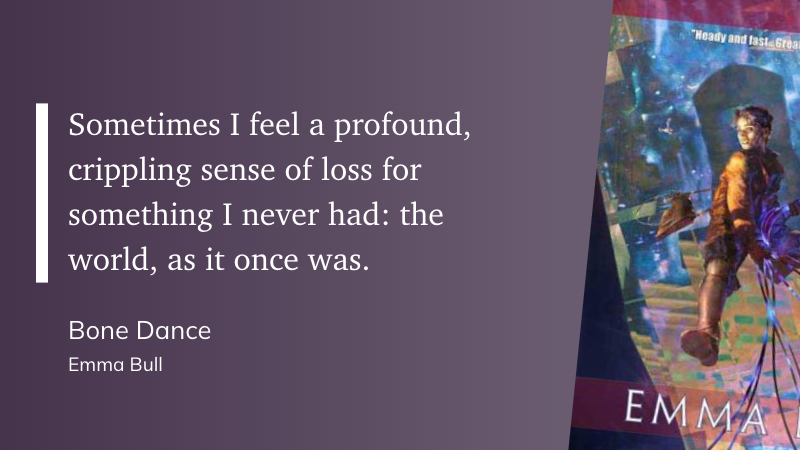 Sometimes I feel a profound,
crippling sense of loss for
something I never had: the
world, as it once was.
Bone Dance
Emma Bull
"Heady and fast.
EMMA